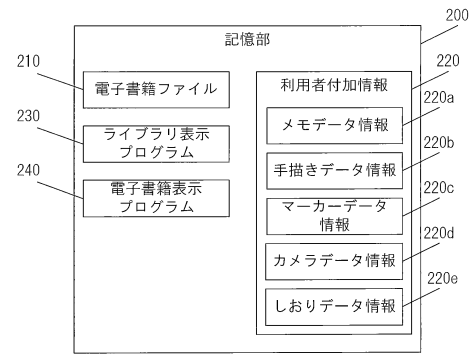 200
記憶部
210
電子書籍ファイル
230
ライブラリ表示
プログラム
240
電子書籍表示
プログラム
220
利用者付加情報
220a
メモデータ情報
220b
手描きデータ情報
220c
マーカーデータ
情報
220d
カメラデータ情報
220e
しおりデータ情報